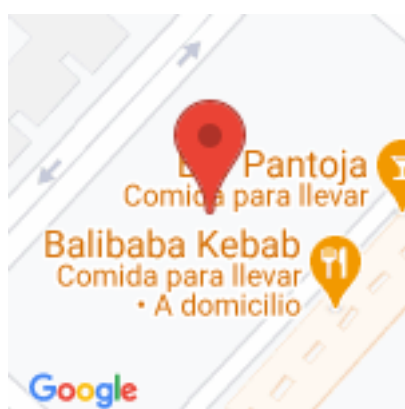 Pantoja
Comida para llevar
Balibaba Kebab
Comida para llevar
• A domicilio
Google